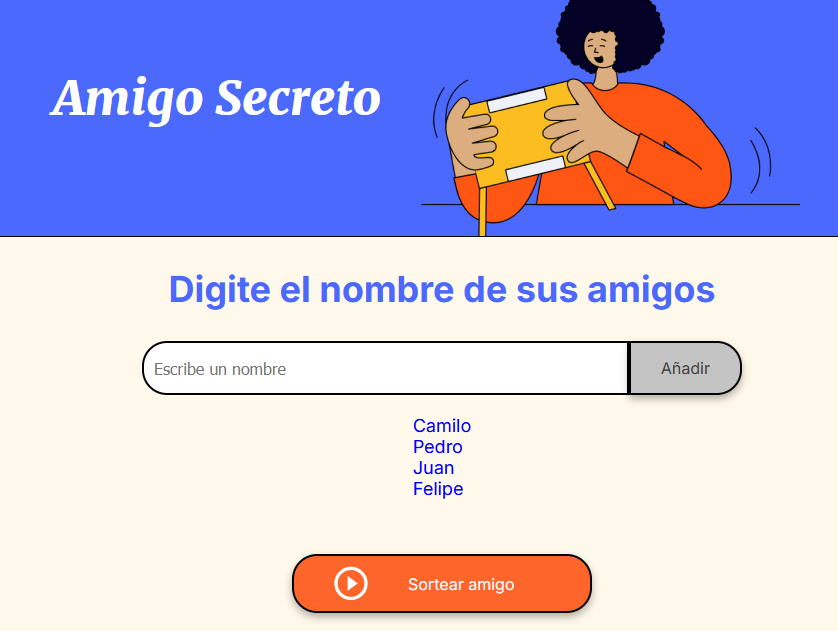 Amigo Secreto
Digite el nombre de sus amigos
Escribe un nombre
Añadir
Camilo
Pedro
Juan
Felipe
Sortear amigo